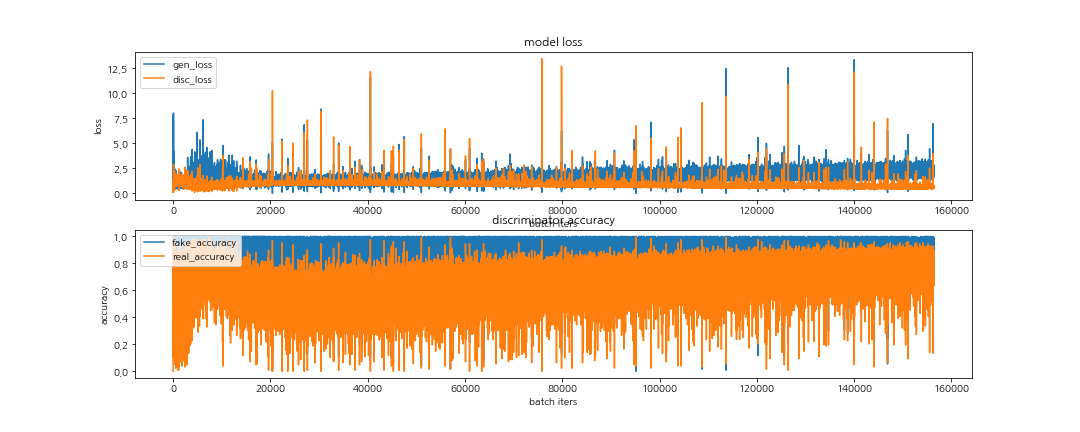 model loss
gen_loss
disc_loss
12,5
10,0
7,5
5,0
2,5
0,0
loss
0 20000 40000 60000 80000 100000 120000 140000 160000
batch iters
discriminator accuracy
fake_accuracy
real_accuracy
1,0
0,8
0,6
0,4
0,2
0,0
accuracy
0 20000 40000 60000 80000 100000 120000 140000 160000
batch iters